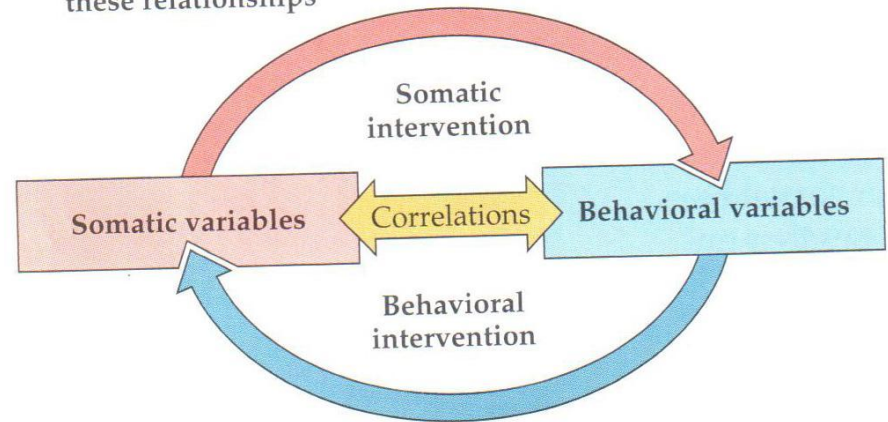 these relationships
Somatic
intervention
Somatic variables
Correlations
Behavioral variables
Behavioral
intervention